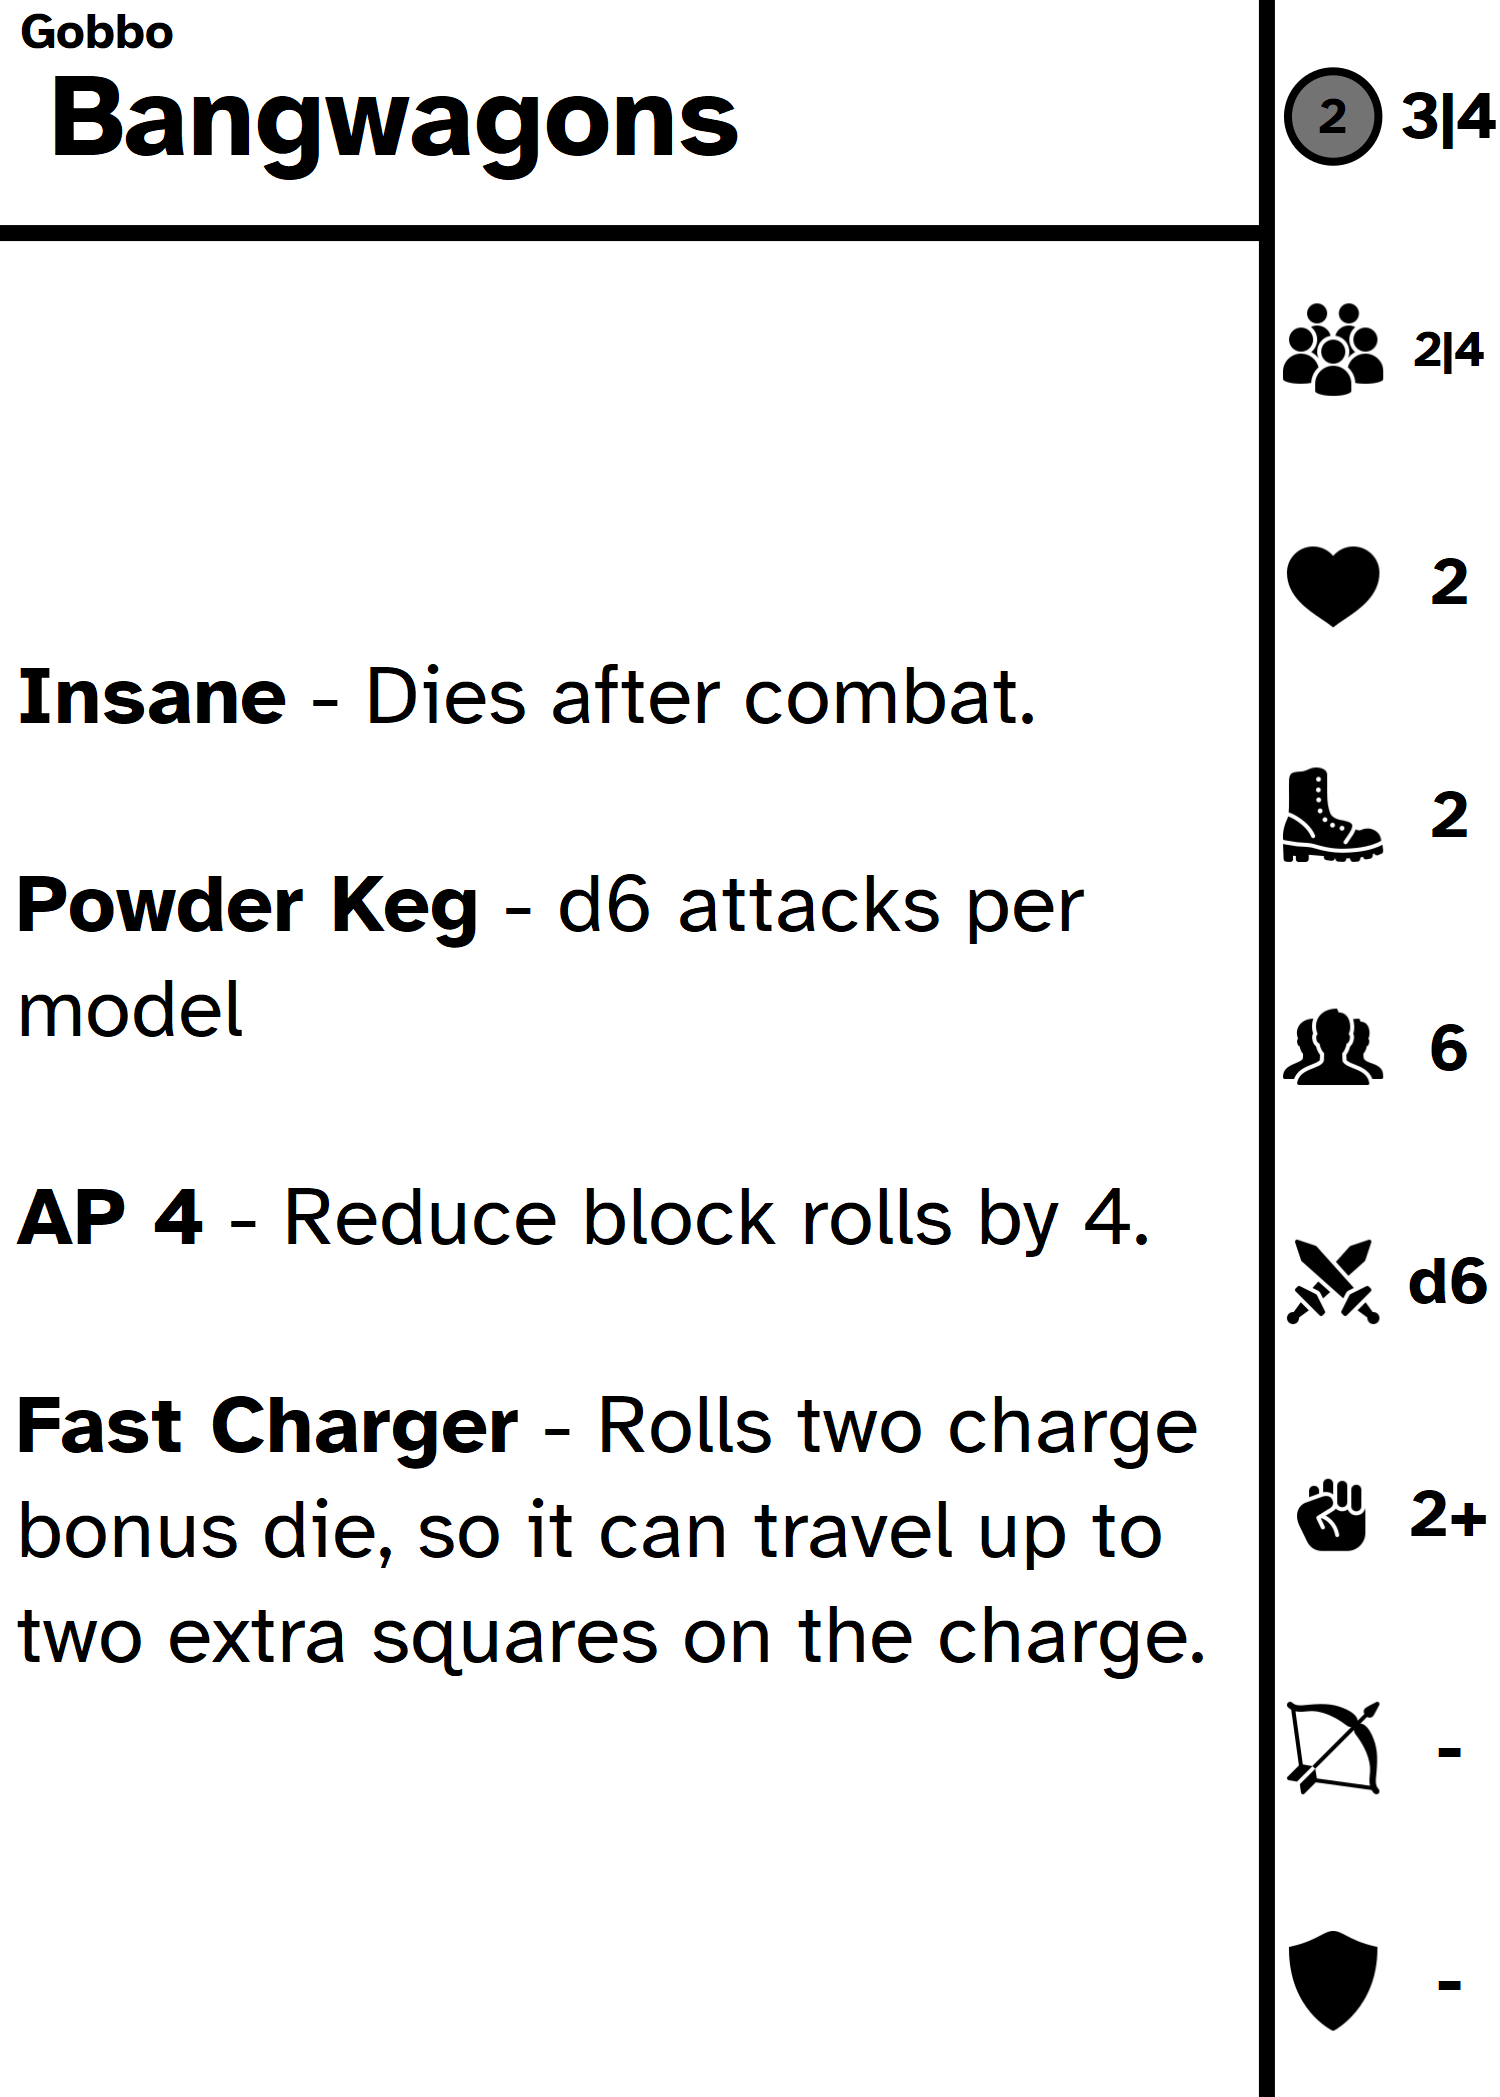 Gobbo
Bangwagons
2 3|4
2|4
2
Insane - Dies after combat.
2
Powder Keg - d6 attacks per
model
6
AP 4 - Reduce block rolls by 4.
d6
Fast Charger - Rolls two charge
bonus die, so it can travel up to
two extra squares on the charge.
2+
-
-